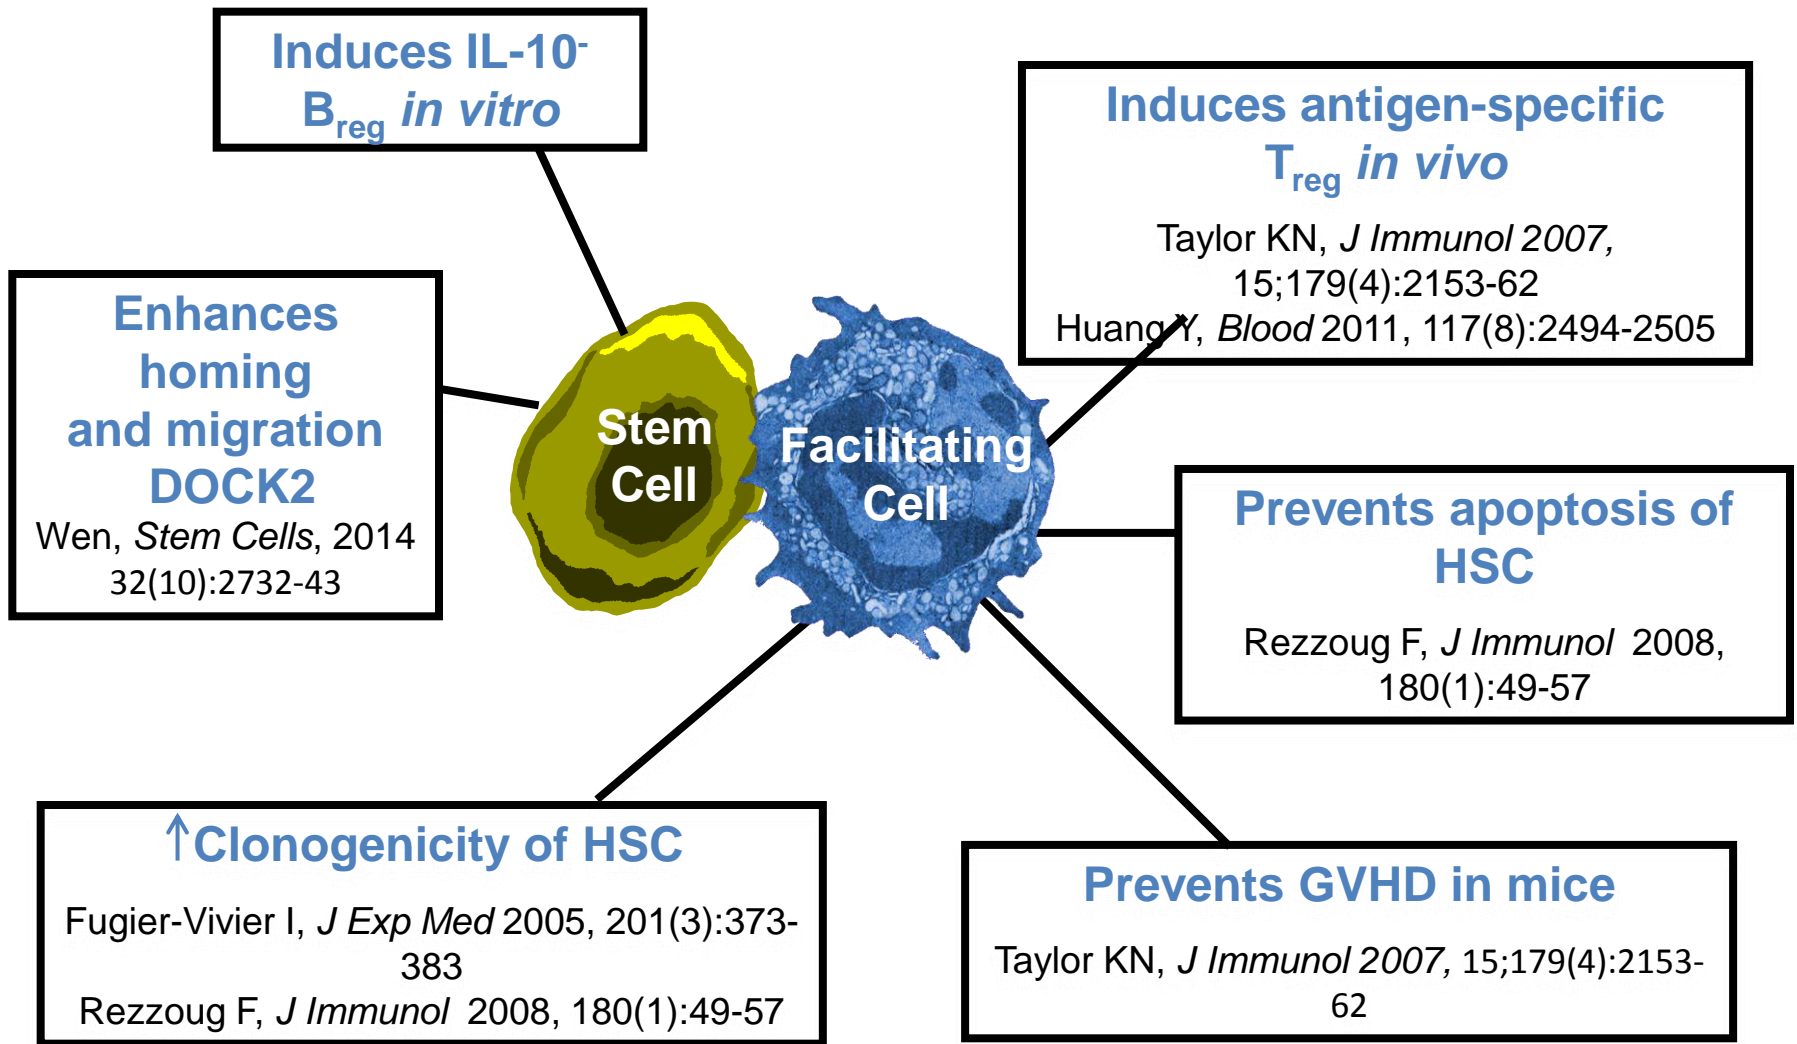 Induces IL-10⁻
B_reg in vitro
Induces antigen-specific
T_reg in vivo
Taylor KN, J Immunol 2007,
15;179(4):2153-62
Huang Y, Blood 2011, 117(8):2494-2505
Enhances
homing
and migration
DOCK2
Wen, Stem Cells, 2014
32(10):2732-43
Stem
Cell
Facilitating
Cell
Prevents apoptosis of
HSC
Rezzoug F, J Immunol 2008,
180(1):49-57
↑Clonogenicity of HSC
Fugier-Vivier I, J Exp Med 2005, 201(3):373-
383
Rezzoug F, J Immunol 2008, 180(1):49-57
Prevents GVHD in mice
Taylor KN, J Immunol 2007, 15;179(4):2153-
62